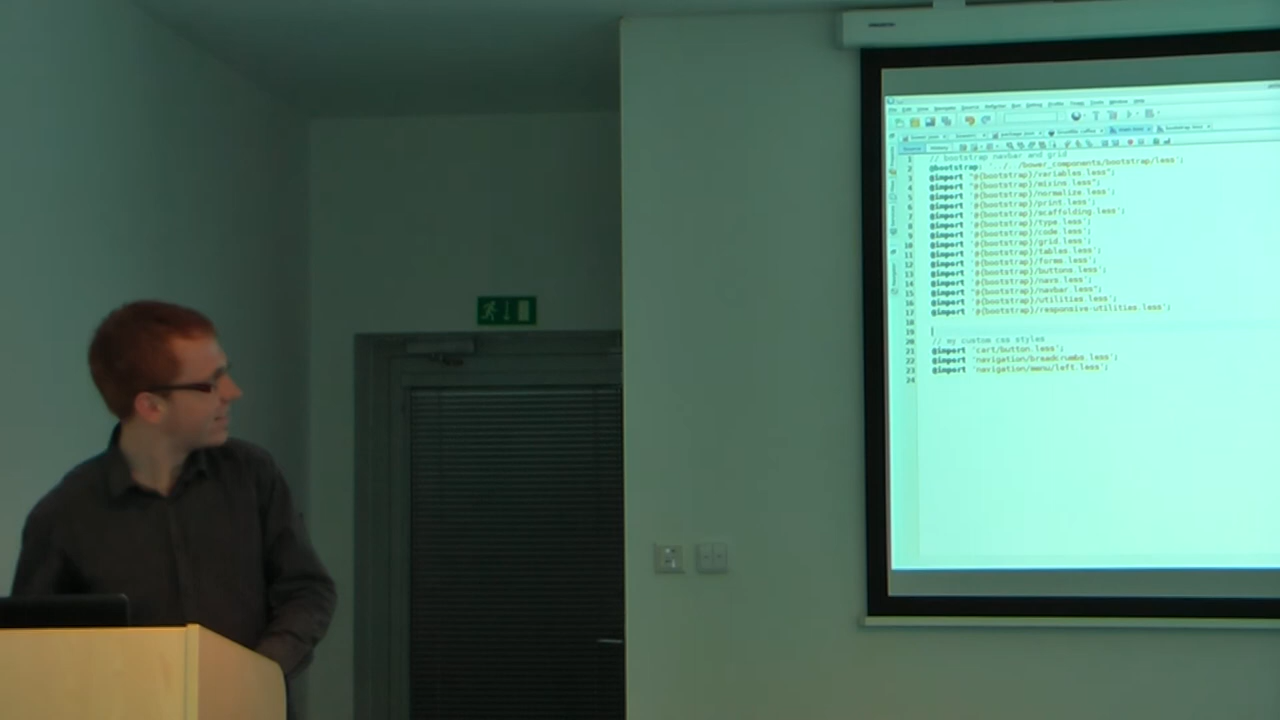 // bootstrap navbar and grid
@bootstrap: '../../bower_components/bootstrap/less';
@import "@{bootstrap}/variables.less";
@import "@{bootstrap}/mixins.less";
@import '@{bootstrap}/normalize.less';
@import '@{bootstrap}/print.less';
@import '@{bootstrap}/scaffolding.less';
@import '@{bootstrap}/type.less';
@import '@{bootstrap}/code.less';
@import '@{bootstrap}/grid.less';
@import '@{bootstrap}/tables.less';
@import '@{bootstrap}/forms.less';
@import '@{bootstrap}/buttons.less';
@import '@{bootstrap}/navs.less';
@import "@{bootstrap}/navbar.less";
@import '@{bootstrap}/utilities.less';
@import '@{bootstrap}/responsive-utilities.less';
// my custom css styles
@import 'cart/button.less';
@import 'navigation/breadcrumbs.less';
@import 'navigation/menu/left.less';